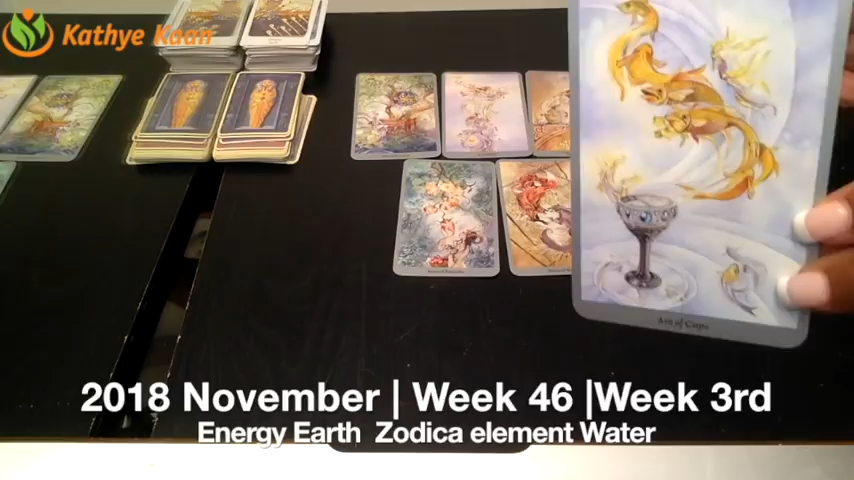 Kathye Kaan
Ace of Cups
2018 November | Week 46 |Week 3rd
Energy Earth Zodica element Water